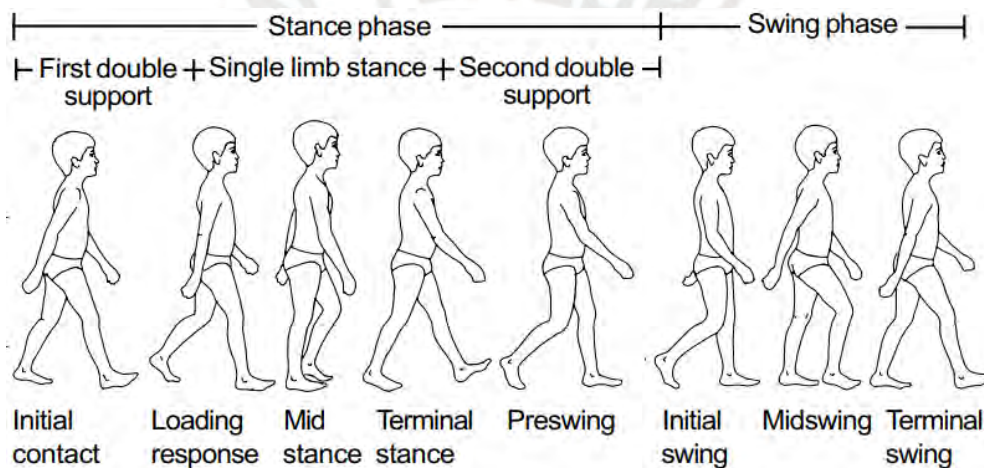 Stance phase
Swing phase
First double
support
Single limb stance
Second double
support
Initial
contact
Loading
response
Mid
stance
Terminal
stance
Preswing
Initial
swing
Midswing
Terminal
swing